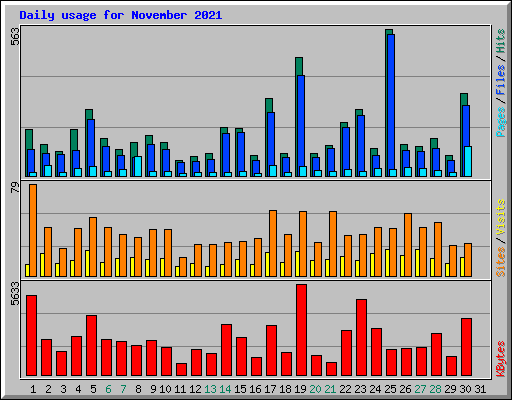 Daily usage for November 2021
563
Pages / Files / Hits
79
Sites / Visits
5633
KBytes
1 2 3 4 5 6 7 8 9 10 11 12 13 14 15 16 17 18 19 20 21 22 23 24 25 26 27 28 29 30 31